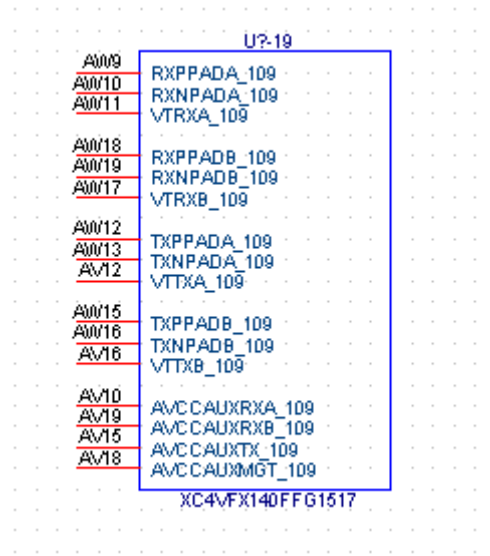 U?-19
AW9 RXPPADA_109
AW10 RXNPADA_109
AW11 VTRXA_109
AW18 RXPPADB_109
AW19 RXNPADB_109
AW17 VTRXB_109
AW12 TXPPADA_109
AW13 TXNPADA_109
AV12 VTTXA_109
AW15 TXPPADB_109
AW16 TXNPADB_109
AV16 VTTXB_109
AV10 AVCCAUXRXA_109
AV19 AVCCAUXRXB_109
AV15 AVCCAUXTX_109
AV18 AVCCAUXMGT_109
XC4VFX140FFG1517